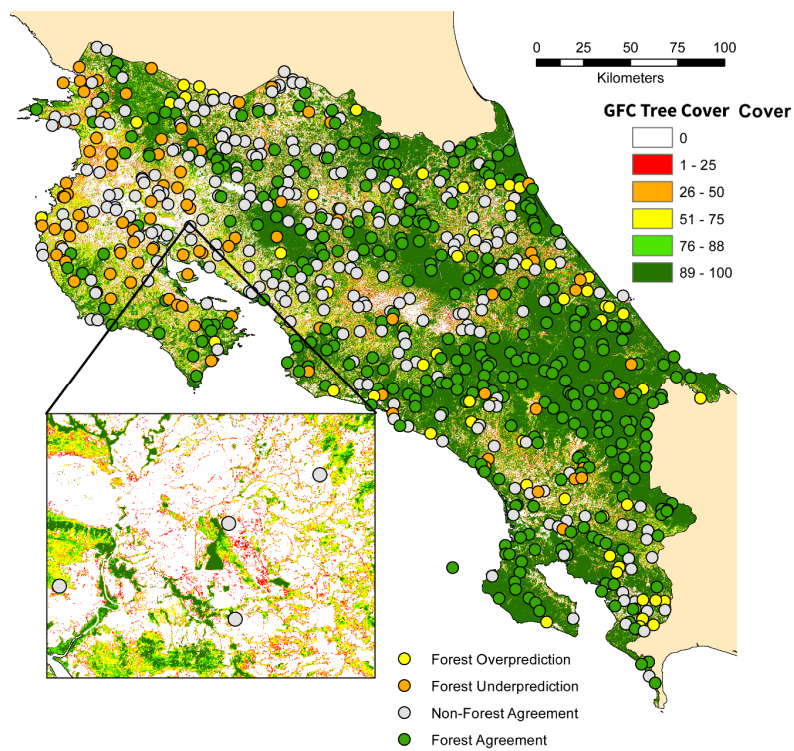 0 25 50 75 100
Kilometers
GFC Tree Cover Cover
0
1 - 25
26 - 50
51 - 75
76 - 88
89 - 100
Forest Overprediction
Forest Underprediction
Non-Forest Agreement
Forest Agreement